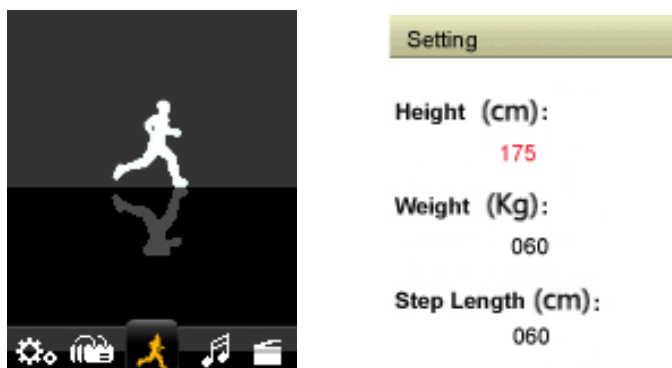 Setting
Height (cm):
175
Weight (Kg):
060
Step Length (cm):
060